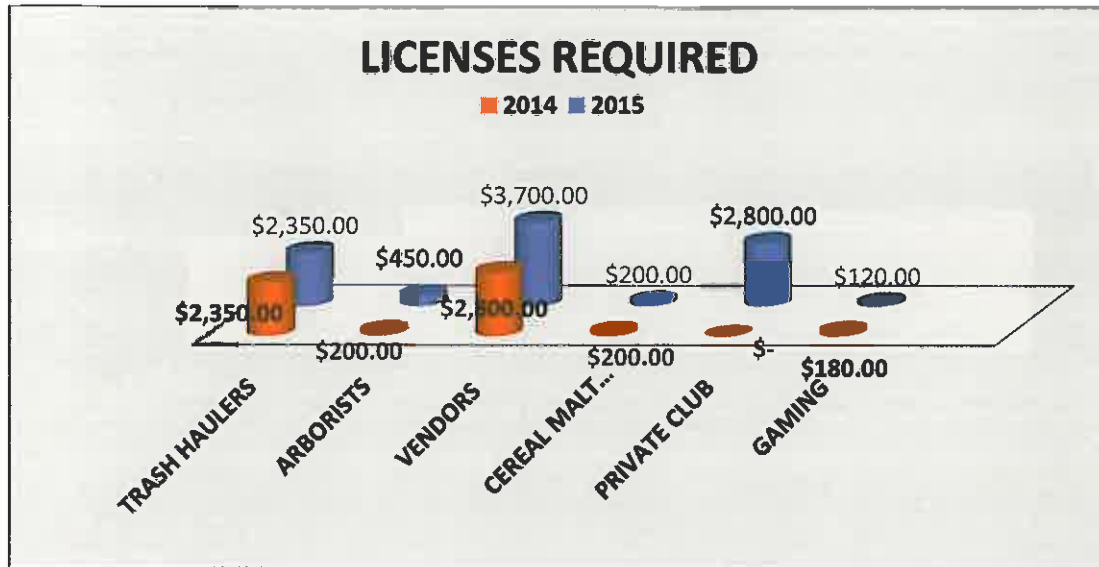 LICENSES REQUIRED
2014 2015
$3,700.00
$2,350.00
$2,800.00
$450.00
$200.00
$120.00
$2,350.00
$200.00
$200.00
$-
$180.00
TRASH HAULERS
ARBORISTS
VENDORS
CEREAL MALT...
PRIVATE CLUB
GAMING